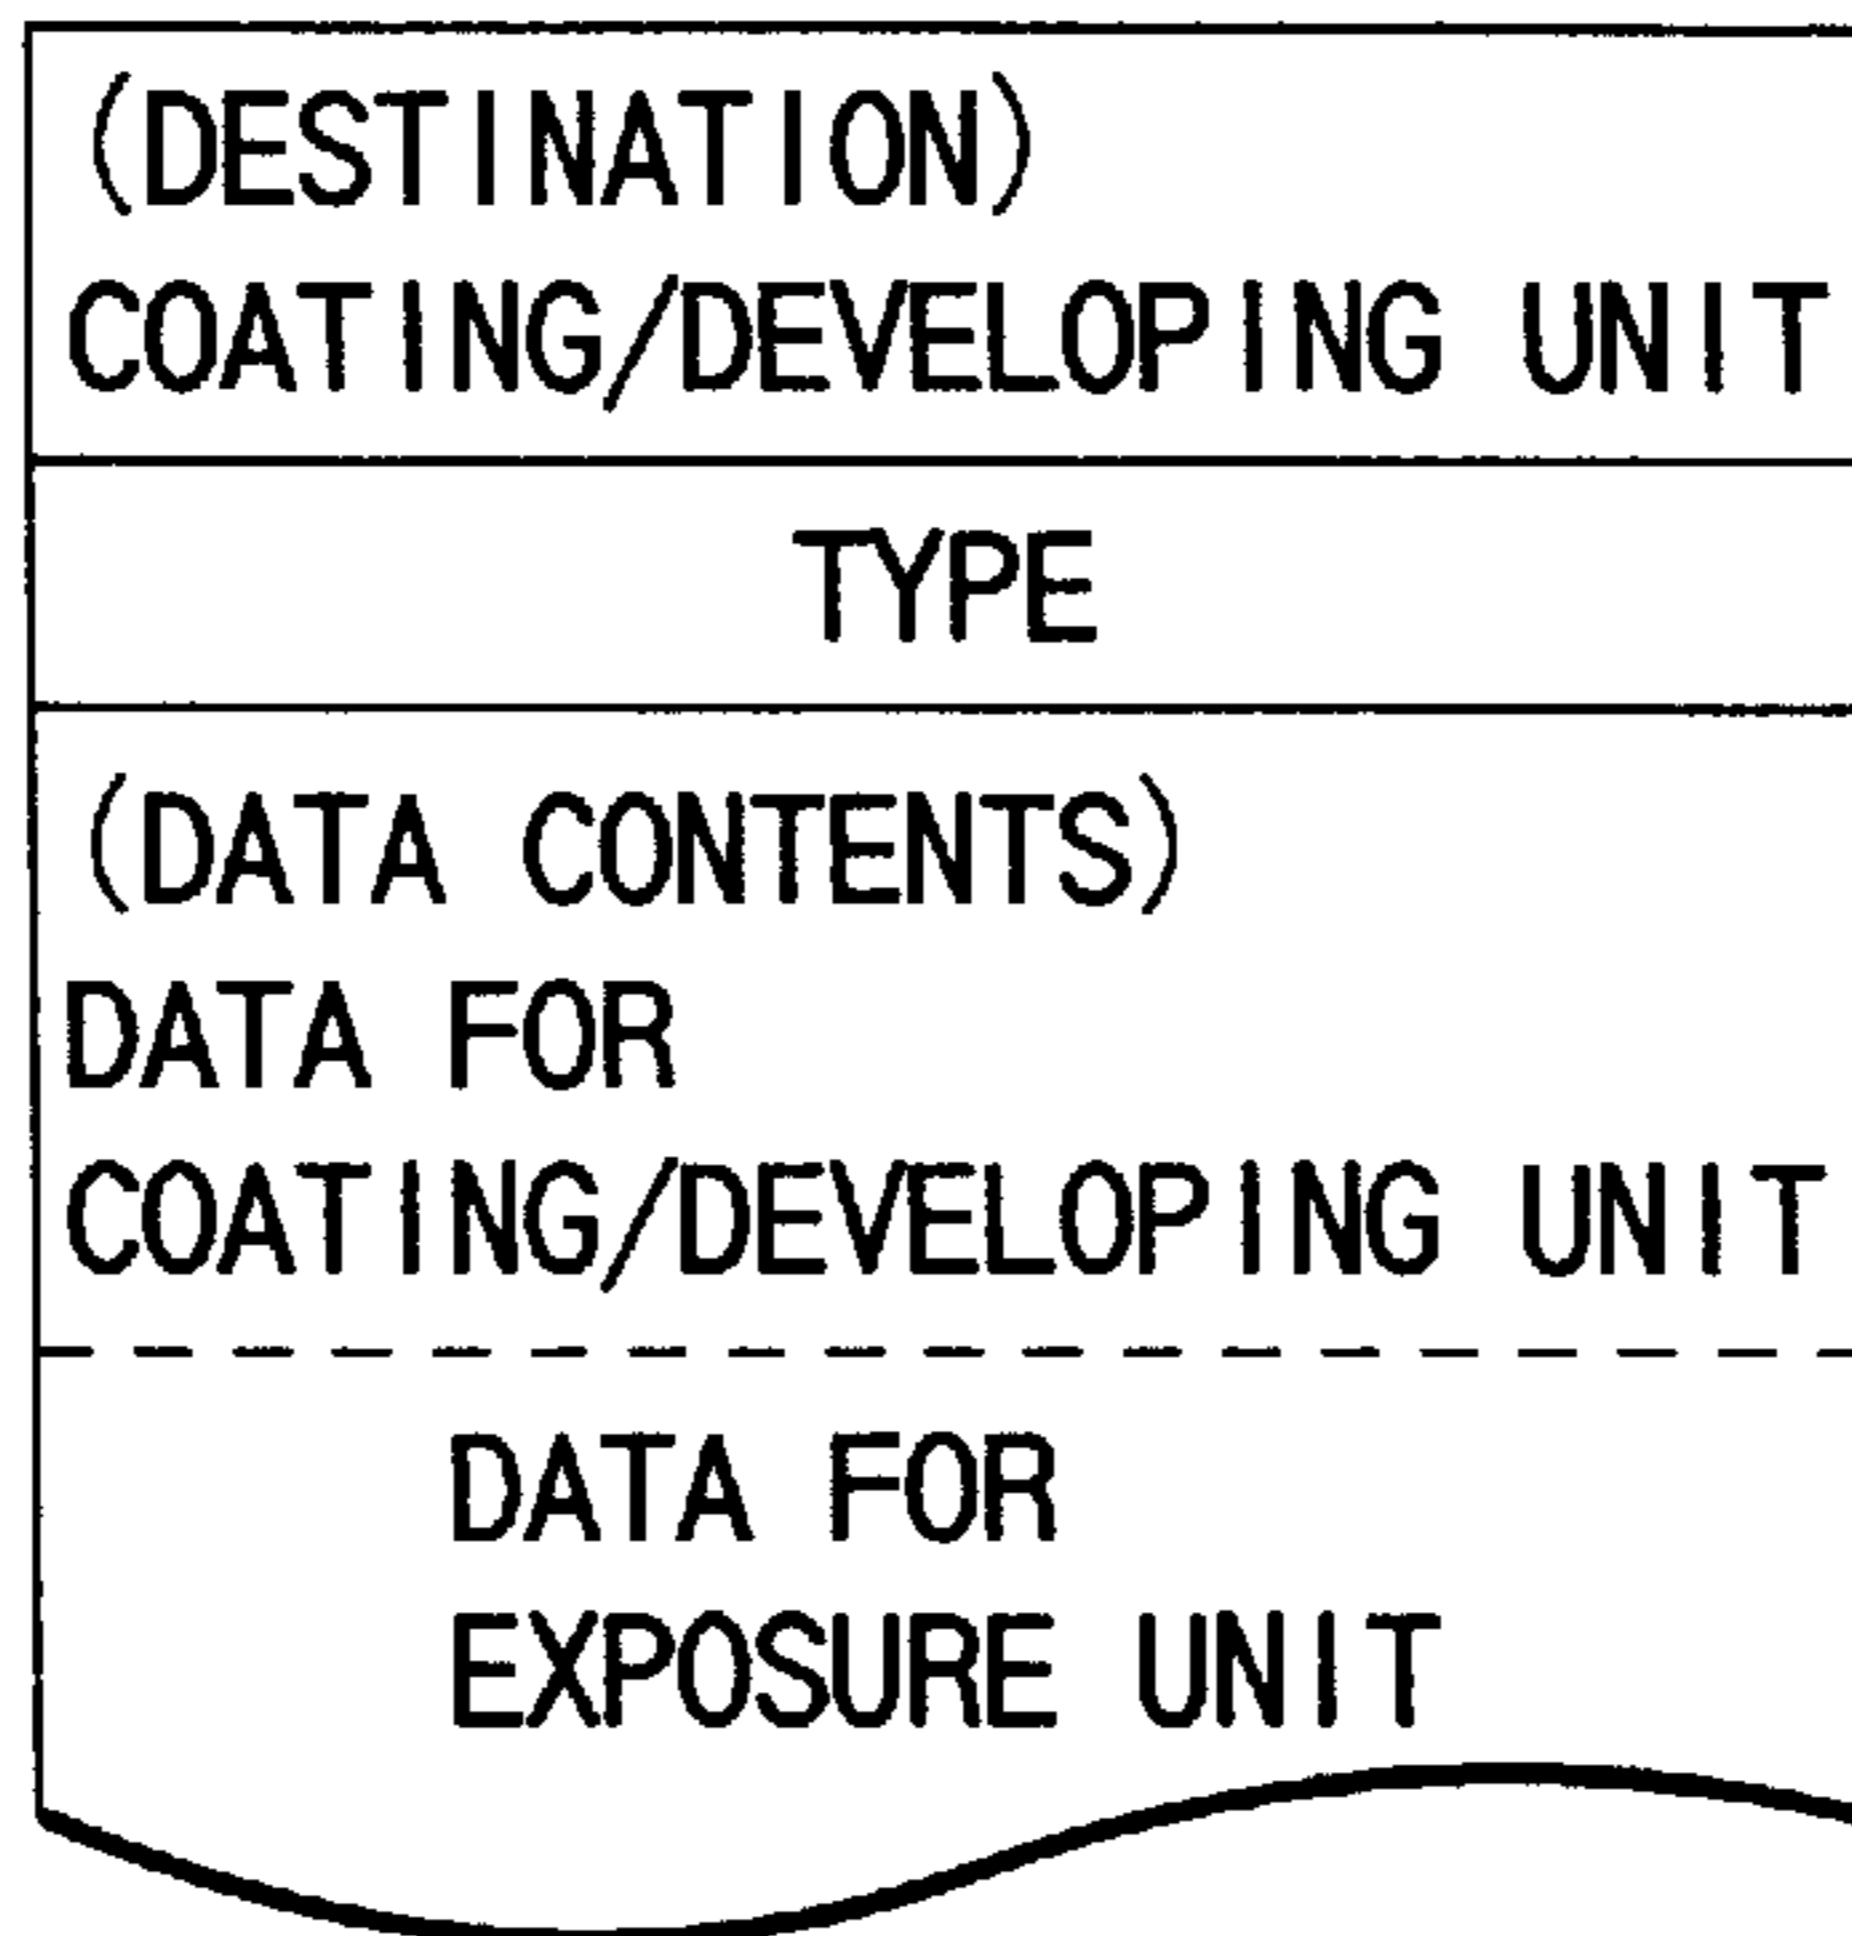 (DESTINATION)
COATING/DEVELOPING UNIT
TYPE
(DATA CONTENTS)
DATA FOR
COATING/DEVELOPING UNIT
DATA FOR
EXPOSURE UNIT